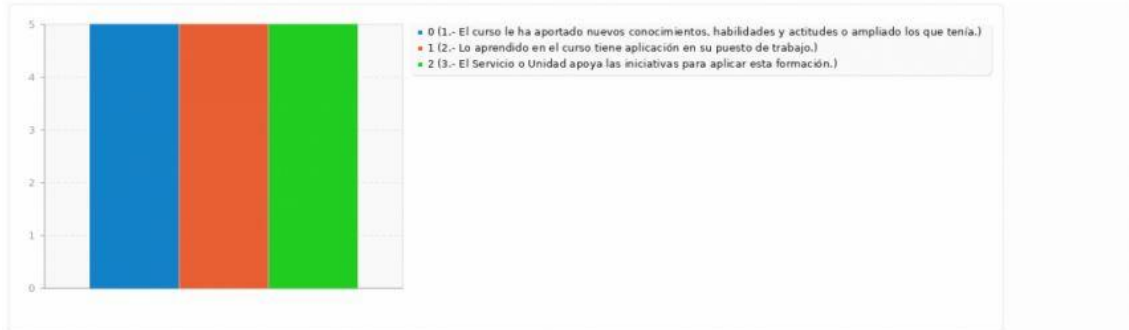 5
4
3
2
1
0
0 (1.- El curso le ha aportado nuevos conocimientos, habilidades y actitudes o ampliado los que tenía.)
1 (2.- Lo aprendido en el curso tiene aplicación en su puesto de trabajo.)
2 (3.- El Servicio o Unidad apoya las iniciativas para aplicar esta formación.)